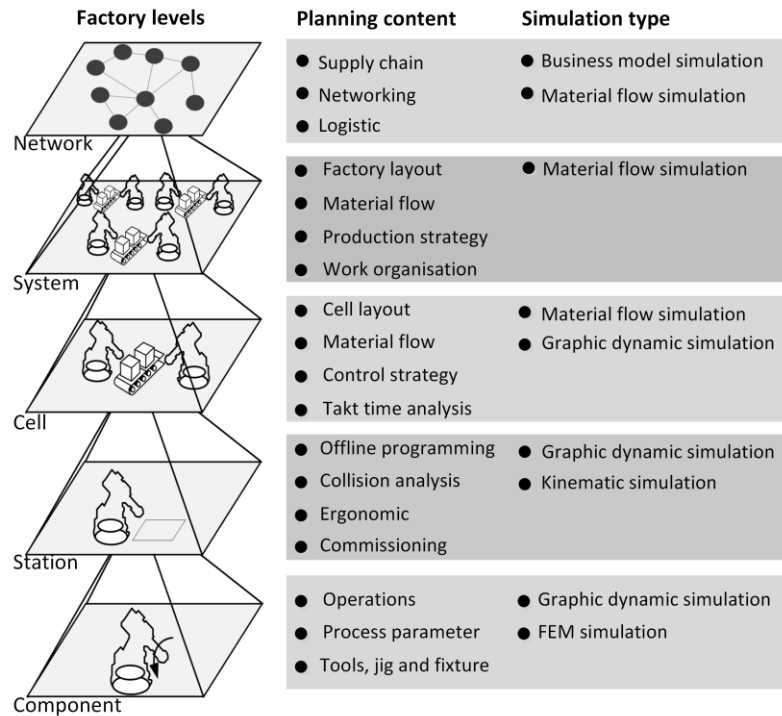 Factory levels Planning content Simulation type
● Supply chain ● Business model simulation
● Networking ● Material flow simulation
● Logistic
Network
● Factory layout ● Material flow simulation
● Material flow
● Production strategy
● Work organisation
System
● Cell layout ● Material flow simulation
● Material flow ● Graphic dynamic simulation
● Control strategy
● Takt time analysis
Cell
● Offline programming ● Graphic dynamic simulation
● Collision analysis ● Kinematic simulation
● Ergonomic
● Commissioning
Station
● Operations ● Graphic dynamic simulation
● Process parameter ● FEM simulation
● Tools, jig and fixture
Component